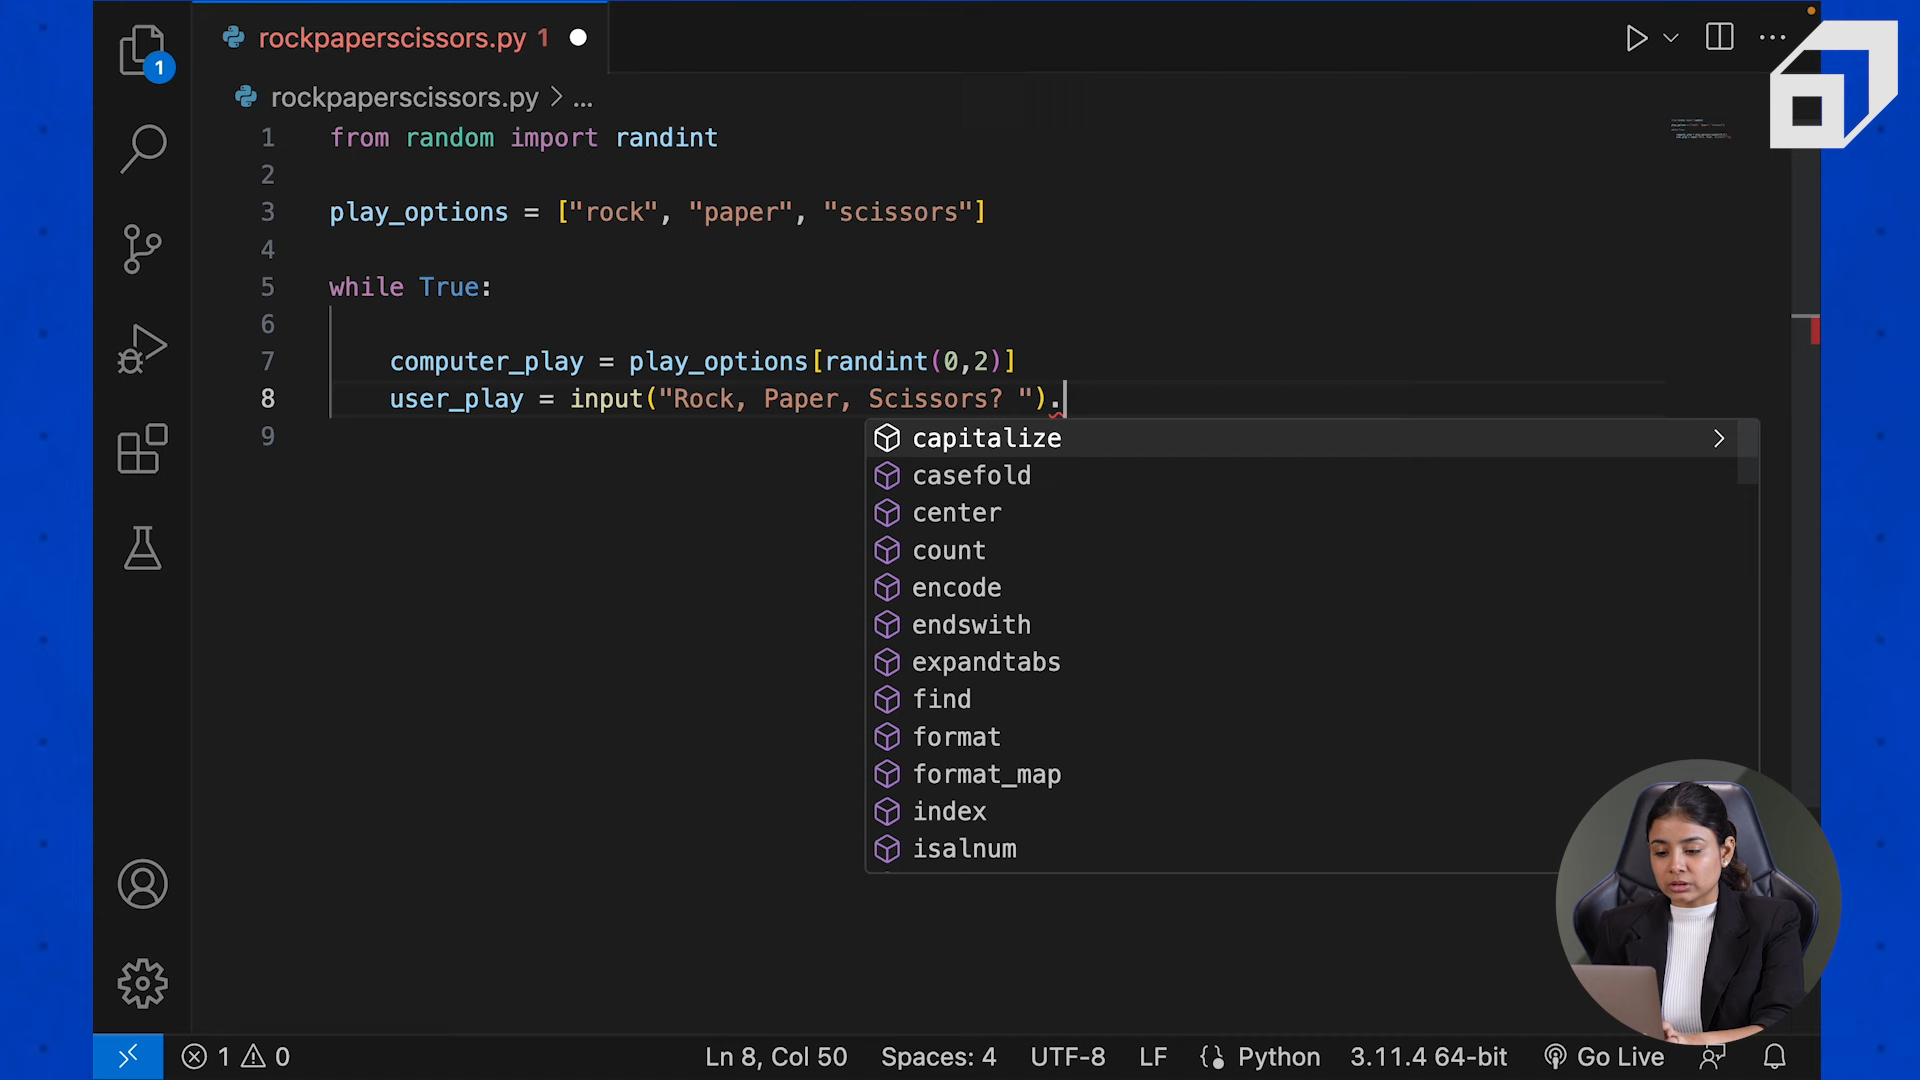 rockpaperscissors.py 1
1
rockpaperscissors.py > ...
1 from random import randint
2
3 play_options = ["rock", "paper", "scissors"]
4
5 while True:
6
7 computer_play = play_options[randint(0,2)]
8 user_play = input("Rock, Paper, Scissors? ").
9
capitalize
casefold
center
count
encode
endswith
expandtabs
find
format
format_map
index
isalnum
1 0 Ln 8, Col 50 Spaces: 4 UTF-8 LF Python 3.11.4 64-bit Go Live